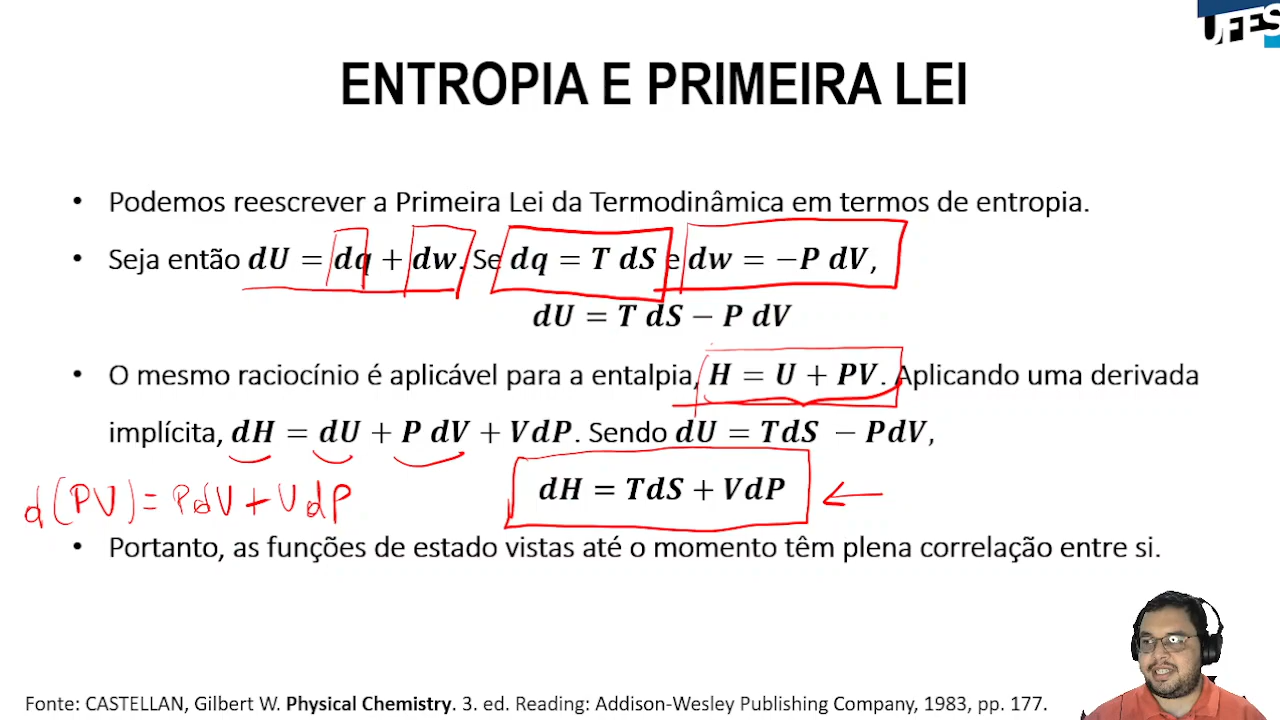 UFES
ENTROPIA E PRIMEIRA LEI
• Podemos reescrever a Primeira Lei da Termodinâmica em termos de entropia.
• Seja então dU = dq + dw. Se dq = T dS e dw = −P dV,
dU = T dS − P dV
• O mesmo raciocínio é aplicável para a entalpia, H = U + PV. Aplicando uma derivada
implícita, dH = dU + P dV + VdP. Sendo dU = TdS − PdV,
dH = TdS + VdP
d(PV) = PdV + VdP
• Portanto, as funções de estado vistas até o momento têm plena correlação entre si.
Fonte: CASTELLAN, Gilbert W. Physical Chemistry. 3. ed. Reading: Addison-Wesley Publishing Company, 1983, pp. 177.